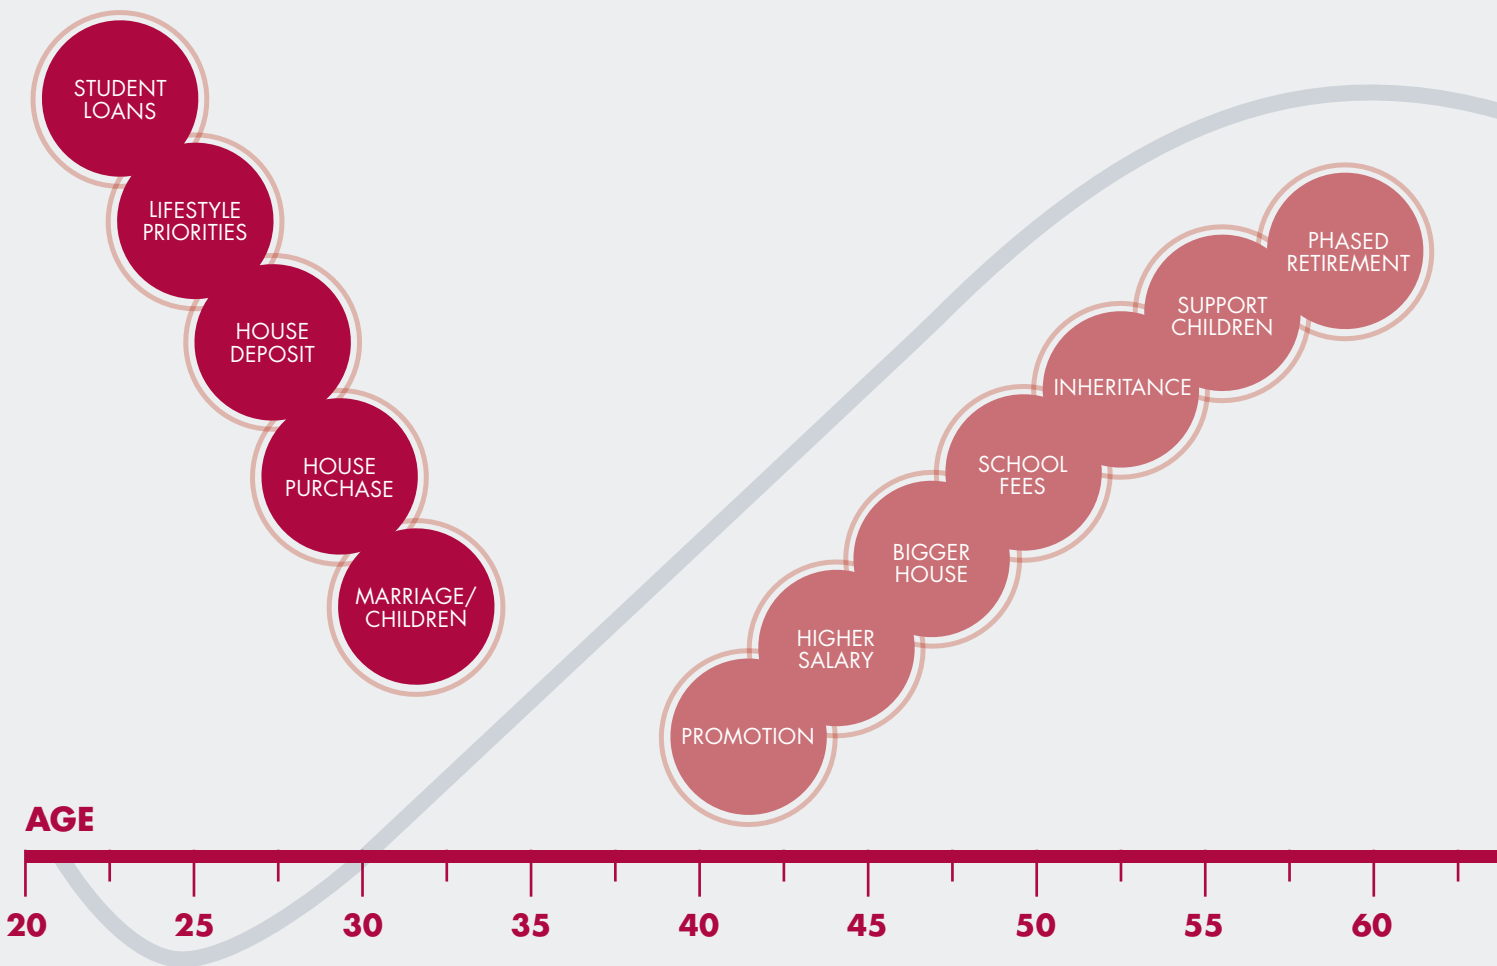 STUDENT
LOANS
LIFESTYLE
PRIORITIES
HOUSE
DEPOSIT
HOUSE
PURCHASE
MARRIAGE/
CHILDREN
PROMOTION
HIGHER
SALARY
BIGGER
HOUSE
SCHOOL
FEES
INHERITANCE
SUPPORT
CHILDREN
PHASED
RETIREMENT
AGE
20 25 30 35 40 45 50 55 60